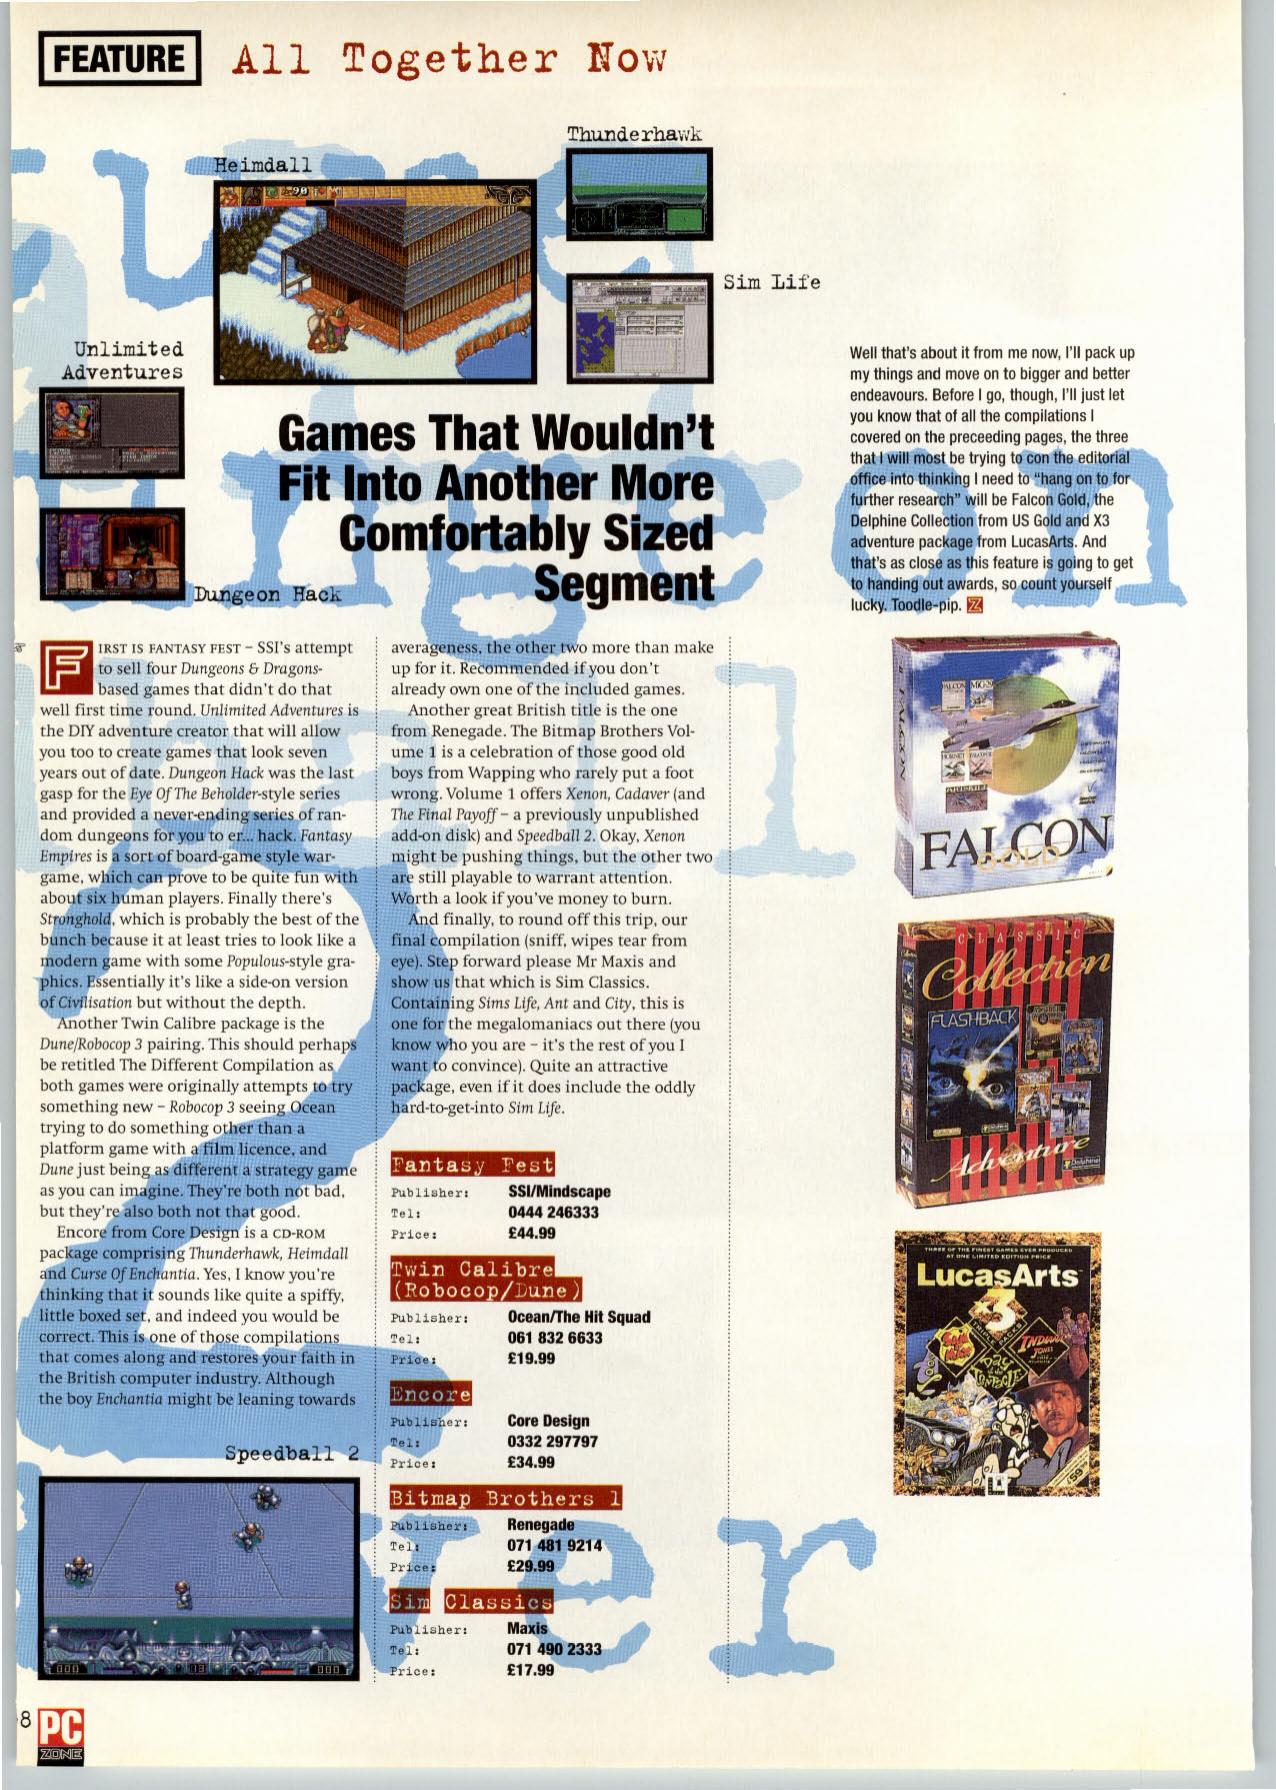 FEATURE All Together Now
Thunderhawk
Heimdall
Sim Life
Unlimited
Adventures
Dungeon Hack
Games That Wouldn't
Fit Into Another More
Comfortably Sized
Segment
FIRST IS FANTASY FEST – SSI's attempt
to sell four Dungeons & Dragons-
based games that didn't do that
well first time round. Unlimited Adventures is
the DIY adventure creator that will allow
you too to create games that look seven
years out of date. Dungeon Hack was the last
gasp for the Eye Of The Beholder-style series
and provided a never-ending series of ran-
dom dungeons for you to er... hack. Fantasy
Empires is a sort of board-game style war-
game, which can prove to be quite fun with
about six human players. Finally there's
Stronghold, which is probably the best of the
bunch because it at least tries to look like a
modern game with some Populous-style gra-
phics. Essentially it's like a side-on version
of Civilisation but without the depth.
Another Twin Calibre package is the
Dune/Robocop 3 pairing. This should perhaps
be retitled The Different Compilation as
both games were originally attempts to try
something new – Robocop 3 seeing Ocean
trying to do something other than a
platform game with a film licence, and
Dune just being as different a strategy game
as you can imagine. They're both not bad,
but they're also both not that good.
Encore from Core Design is a CD-ROM
package comprising Thunderhawk, Heimdall
and Curse Of Enchantia. Yes, I know you're
thinking that it sounds like quite a spiffy,
little boxed set, and indeed you would be
correct. This is one of those compilations
that comes along and restores your faith in
the British computer industry. Although
the boy Enchantia might be leaning towards
Speedball 2
averageness, the other two more than make
up for it. Recommended if you don't
already own one of the included games.
Another great British title is the one
from Renegade. The Bitmap Brothers Vol-
ume 1 is a celebration of those good old
boys from Wapping who rarely put a foot
wrong. Volume 1 offers Xenon, Cadaver (and
The Final Payoff – a previously unpublished
add-on disk) and Speedball 2. Okay, Xenon
might be pushing things, but the other two
are still playable to warrant attention.
Worth a look if you've money to burn.
And finally, to round off this trip, our
final compilation (sniff, wipes tear from
eye). Step forward please Mr Maxis and
show us that which is Sim Classics.
Containing Sims Life, Ant and City, this is
one for the megalomaniacs out there (you
know who you are – it's the rest of you I
want to convince). Quite an attractive
package, even if it does include the oddly
hard-to-get-into Sim Life.
Fantasy Fest
Publisher: SSI/Mindscape
Tel: 0444 246333
Price: £44.99
Twin Calibre
(Robocop/Dune)
Publisher: Ocean/The Hit Squad
Tel: 061 832 6633
Price: £19.99
Encore
Publisher: Core Design
Tel: 0332 297797
Price: £34.99
Bitmap Brothers 1
Publisher: Renegade
Tel: 071 481 9214
Price: £29.99
Sim Classics
Publisher: Maxis
Tel: 071 490 2333
Price: £17.99
Well that's about it from me now, I'll pack up
my things and move on to bigger and better
endeavours. Before I go, though, I'll just let
you know that of all the compilations I
covered on the preceeding pages, the three
that I will most be trying to con the editorial
office into thinking I need to "hang on to for
further research" will be Falcon Gold, the
Delphine Collection from US Gold and X3
adventure package from LucasArts. And
that's as close as this feature is going to get
to handing out awards, so count yourself
lucky. Toodle-pip. Z
FALCON
GOLD
CLASSIC
Collection
FLASHBACK
Adventure
THREE OF THE FINEST GAMES EVER PRODUCED
AT ONE LIMITED EDITION PRICE
LucasArts
x3
INDIANA
JONES
DAY
of the
TENTACLE
8
PC
ZONE